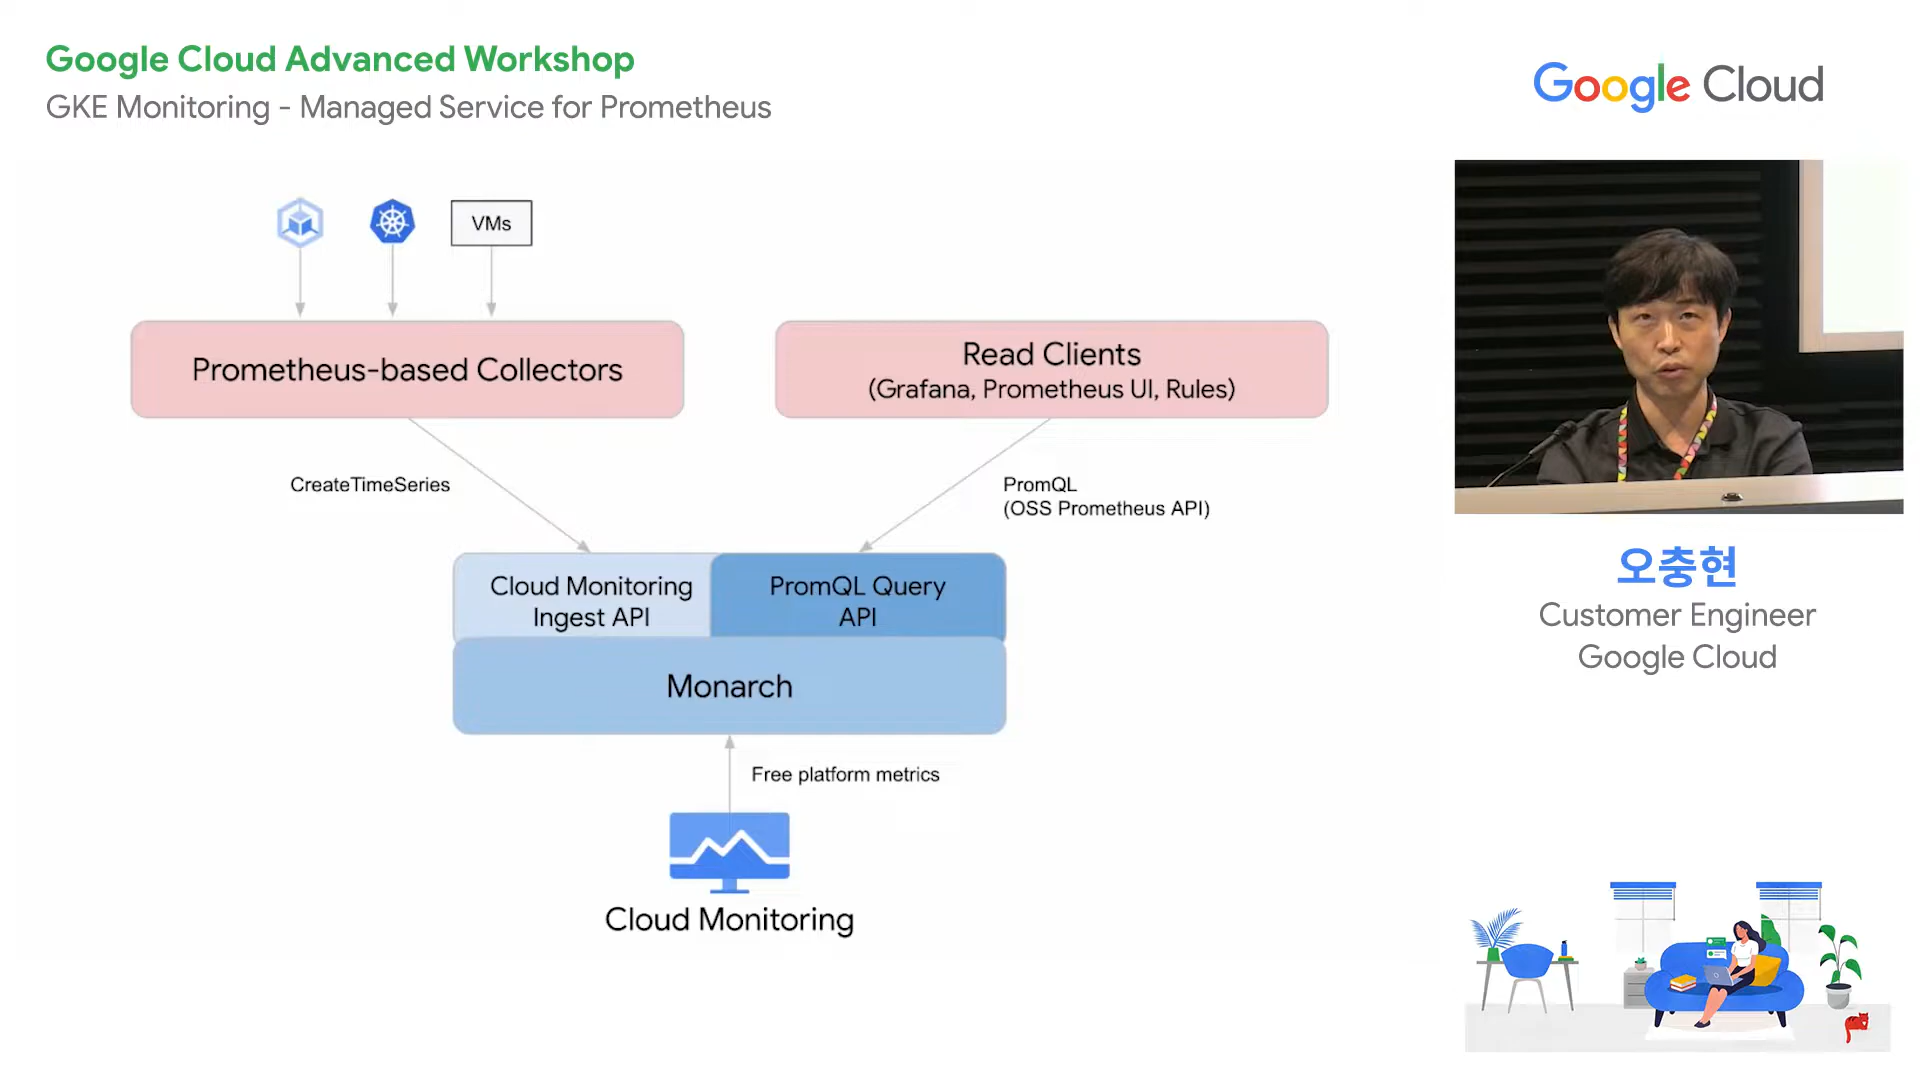 Google Cloud Advanced Workshop
GKE Monitoring - Managed Service for Prometheus
Google Cloud
VMs
Prometheus-based Collectors
Read Clients
(Grafana, Prometheus UI, Rules)
CreateTimeSeries
PromQL
(OSS Prometheus API)
Cloud Monitoring
Ingest API
PromQL Query
API
Monarch
Free platform metrics
Cloud Monitoring
오충현
Customer Engineer
Google Cloud